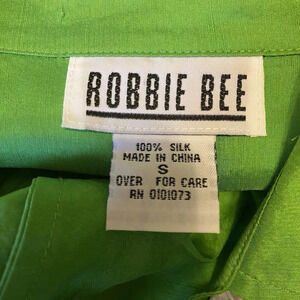 ROBBIE BEE
100% SILK
MADE IN CHINA
S
OVER FOR CARE
RN 0101073